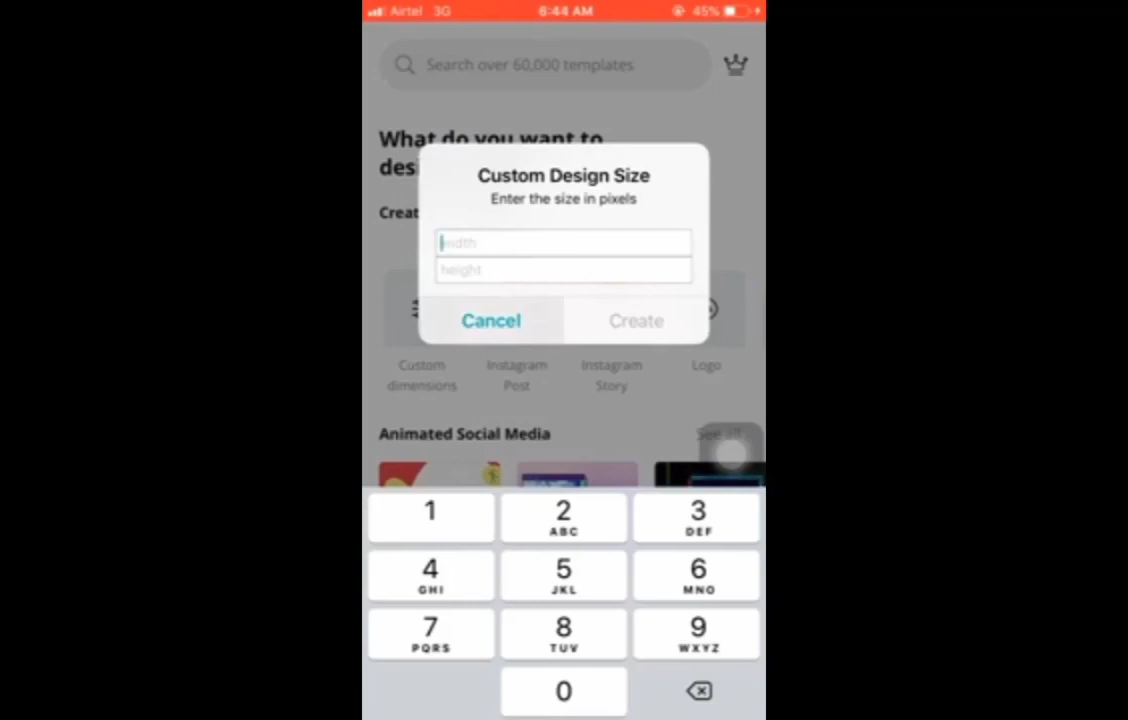 Airtel 3G 6:44 AM 45%
Search over 60,000 templates
What do you want to
des
Creat
Custom Design Size
Enter the size in pixels
width
height
Cancel Create
Custom dimensions
Instagram Post
Instagram Story
Logo
Animated Social Media See all
1
2 ABC
3 DEF
4 GHI
5 JKL
6 MNO
7 PQRS
8 TUV
9 WXYZ
0